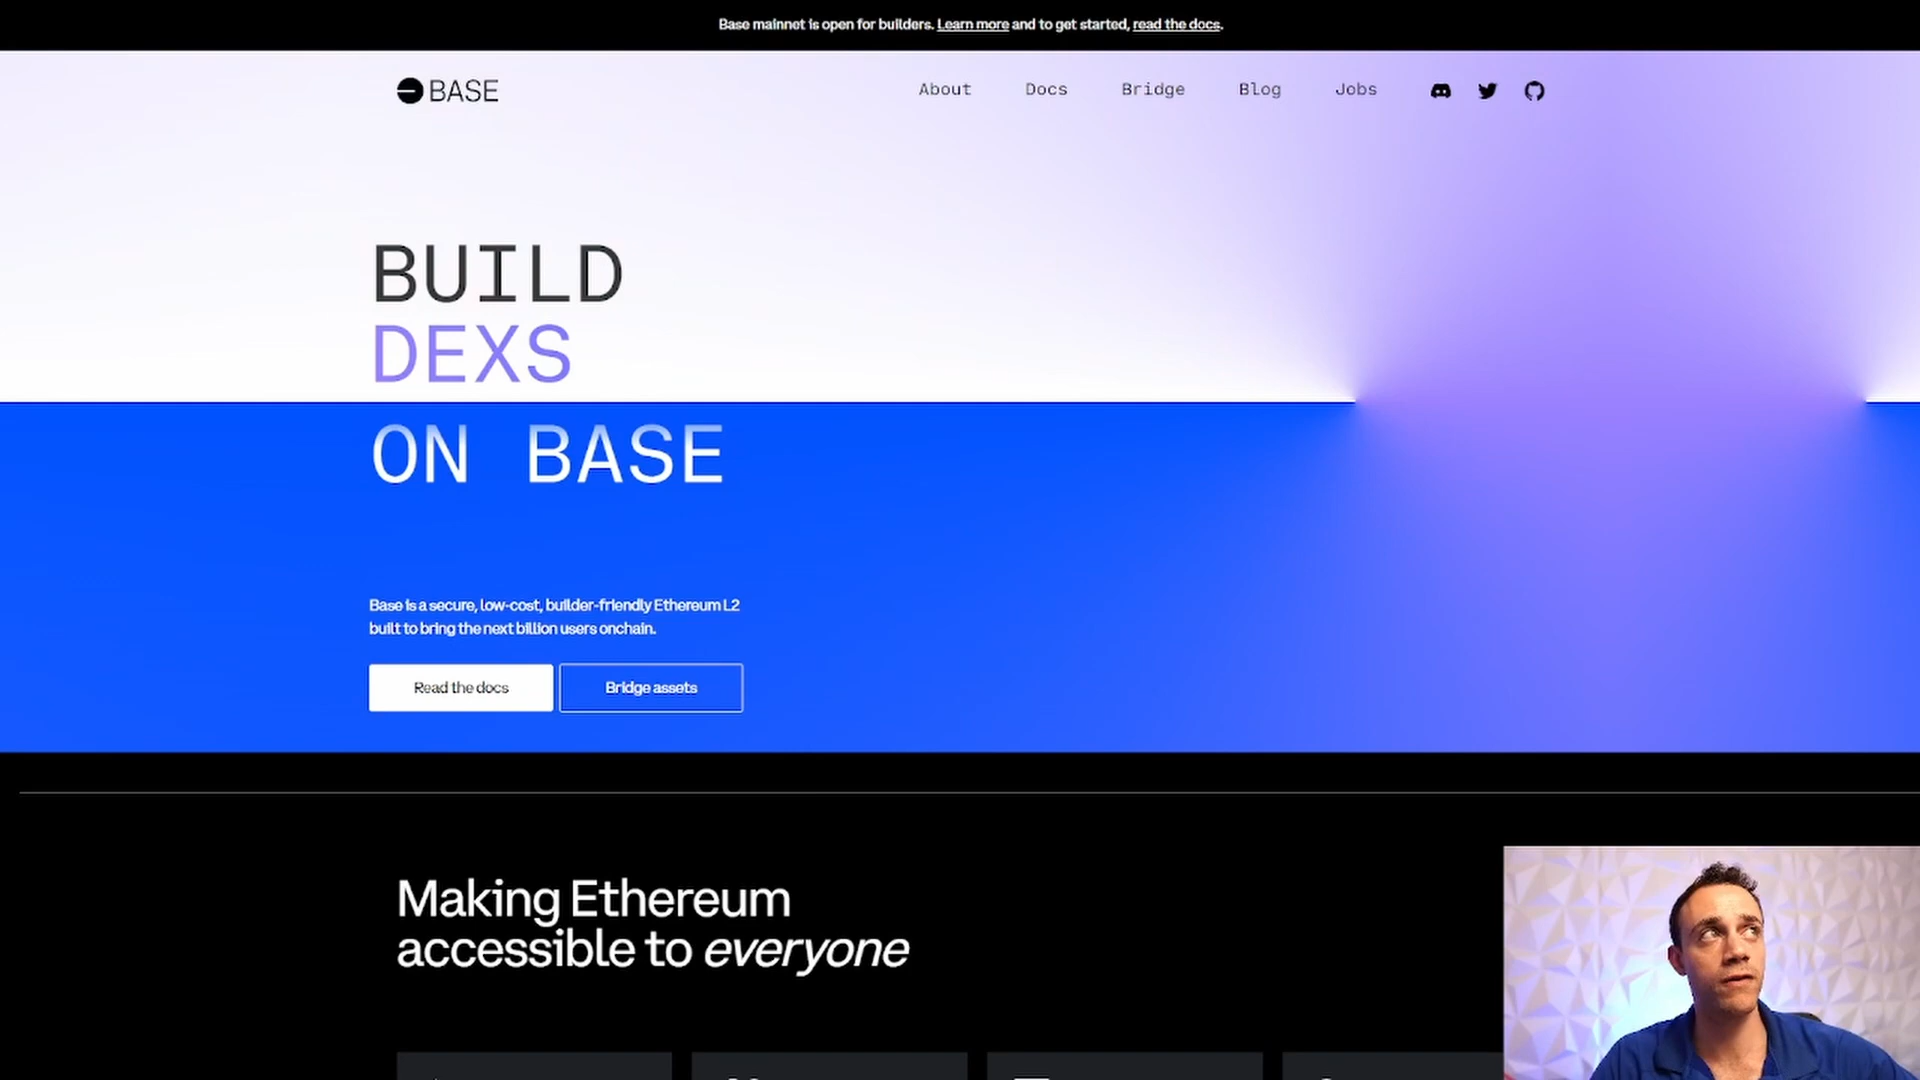 Base mainnet is open for builders. Learn more and to get started, read the docs.
BASE
About Docs Bridge Blog Jobs
BUILD
DEXS
ON BASE
Base is a secure, low-cost, builder-friendly Ethereum L2
built to bring the next billion users onchain.
Read the docs Bridge assets
Making Ethereum
accessible to everyone